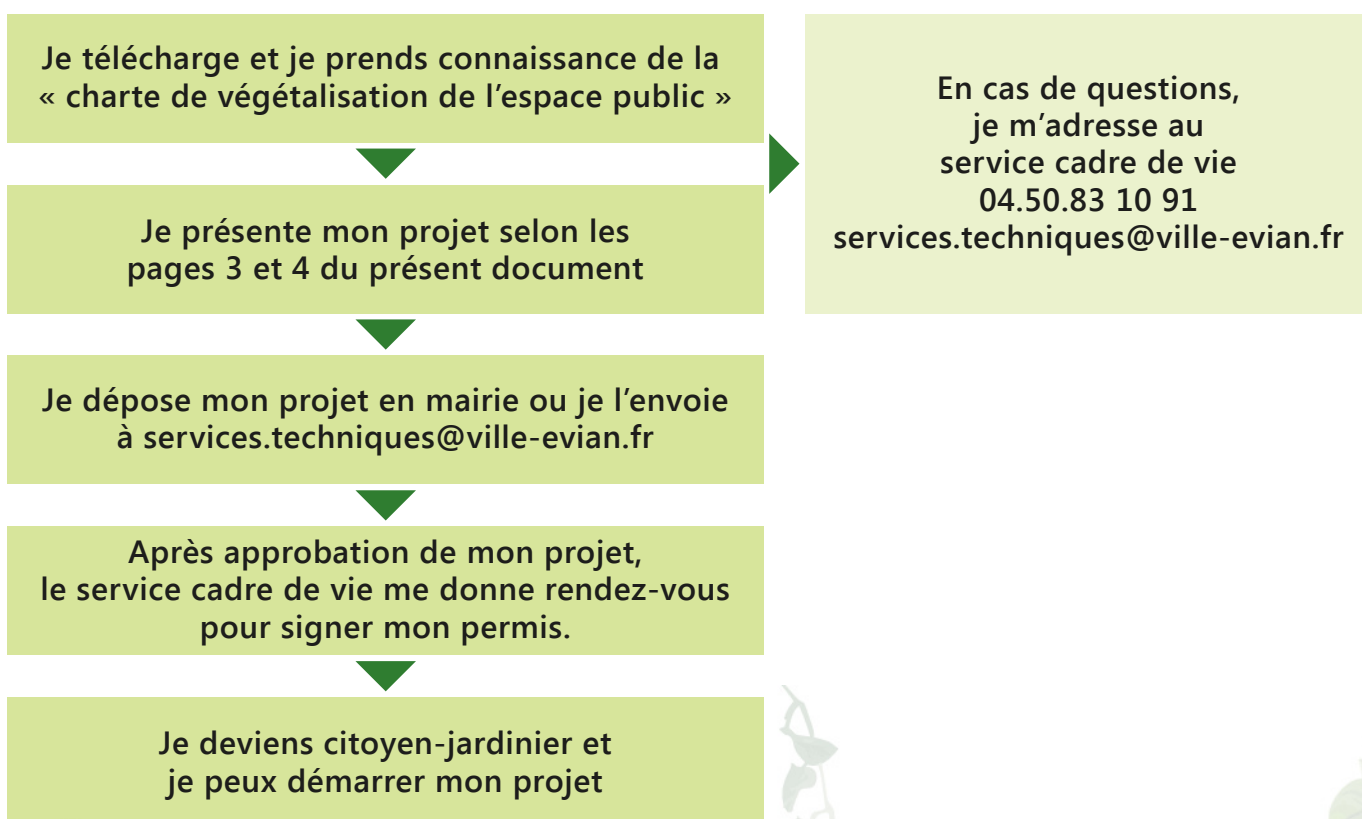 Je télécharge et je prends connaissance de la
« charte de végétalisation de l’espace public »
En cas de questions,
je m’adresse au
service cadre de vie
04.50.83 10 91
services.techniques@ville-evian.fr
Je présente mon projet selon les
pages 3 et 4 du présent document
Je dépose mon projet en mairie ou je l’envoie
à services.techniques@ville-evian.fr
Après approbation de mon projet,
le service cadre de vie me donne rendez-vous
pour signer mon permis.
Je deviens citoyen-jardinier et
je peux démarrer mon projet